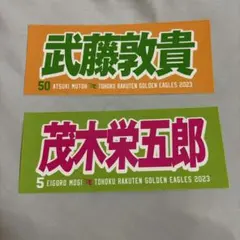 武藤敦貴
50 ATSUKI MUTOH TOHOKU RAKUTEN GOLDEN EAGLES 2023
茂木栄五郎
5 EIGORO MOGI TOHOKU RAKUTEN GOLDEN EAGLES 2023